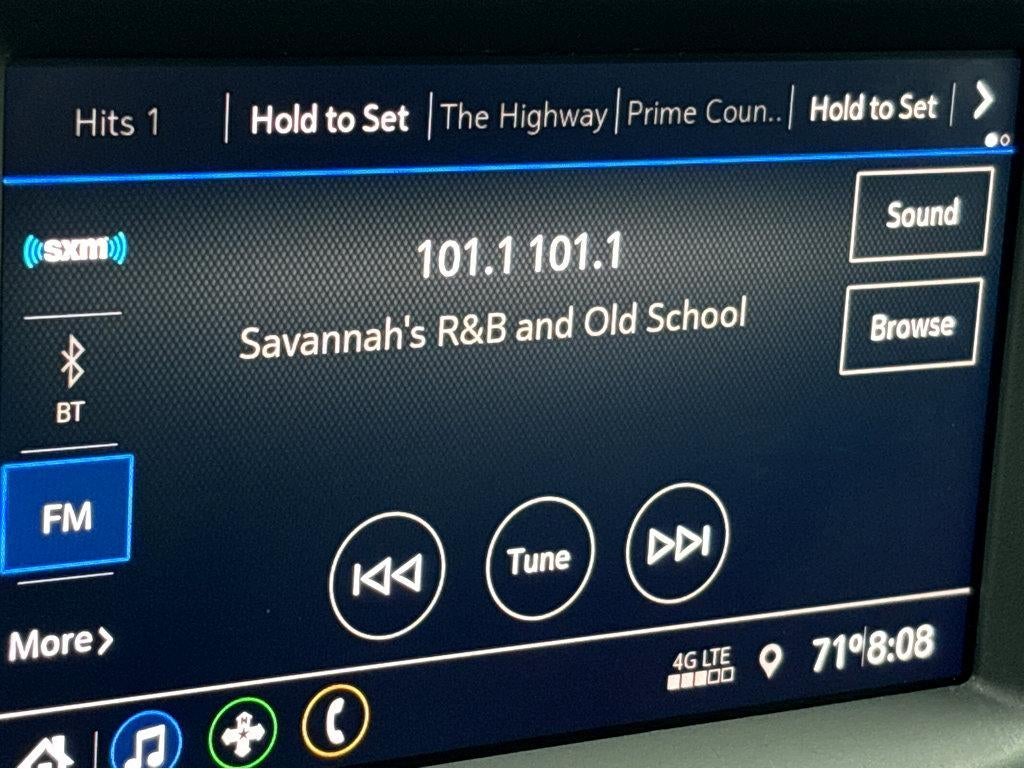 Hits 1
Hold to Set
The Highway
Prime Coun..
Hold to Set
sxm
101.1 101.1
Sound
Savannah's R&B and Old School
Browse
BT
FM
Tune
More
4G LTE
71° 8:08
N